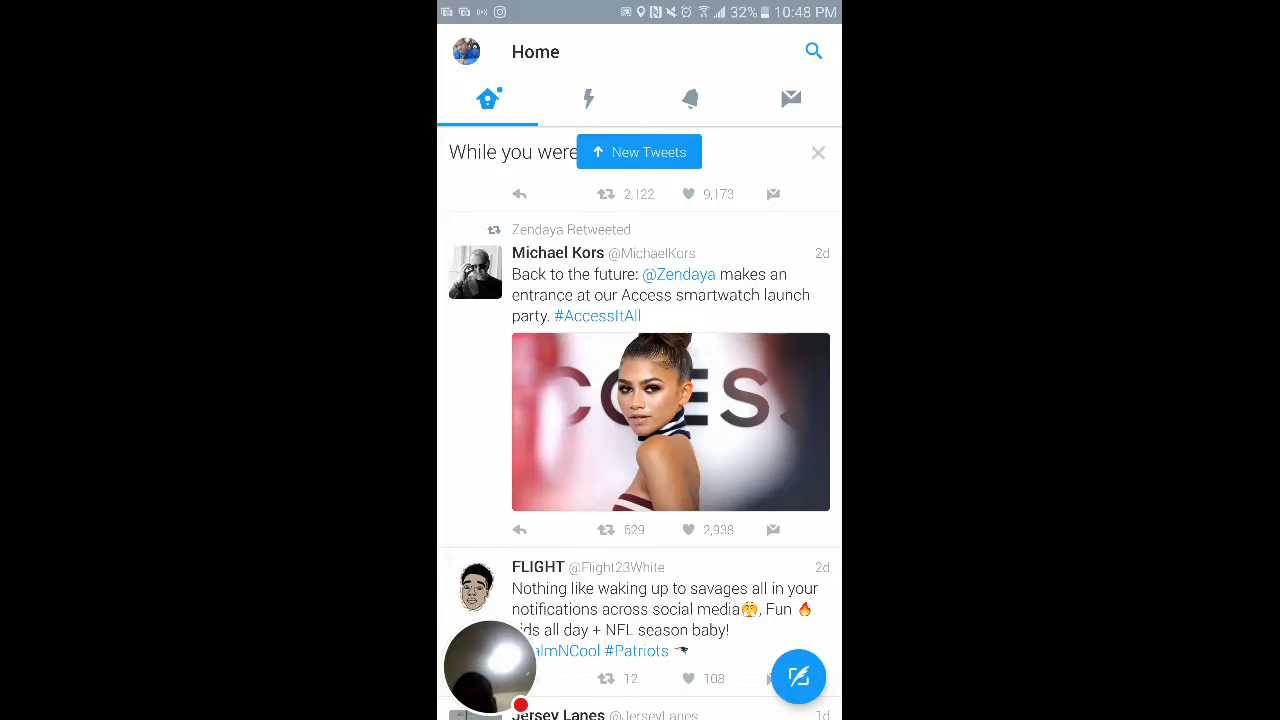 32% 10:48 PM
Home
While you were
New Tweets
2,122 9,173
Zendaya Retweeted
Michael Kors @MichaelKors 2d
Back to the future: @Zendaya makes an
entrance at our Access smartwatch launch
party. #AccessItAll
CCESS
629 2,938
FLIGHT @Flight23White 2d
Nothing like waking up to savages all in your
notifications across social media😤, Fun 🔥
ids all day + NFL season baby!
almNCool #Patriots
12 108
Jersey Lanes @JerseyLanes 1d